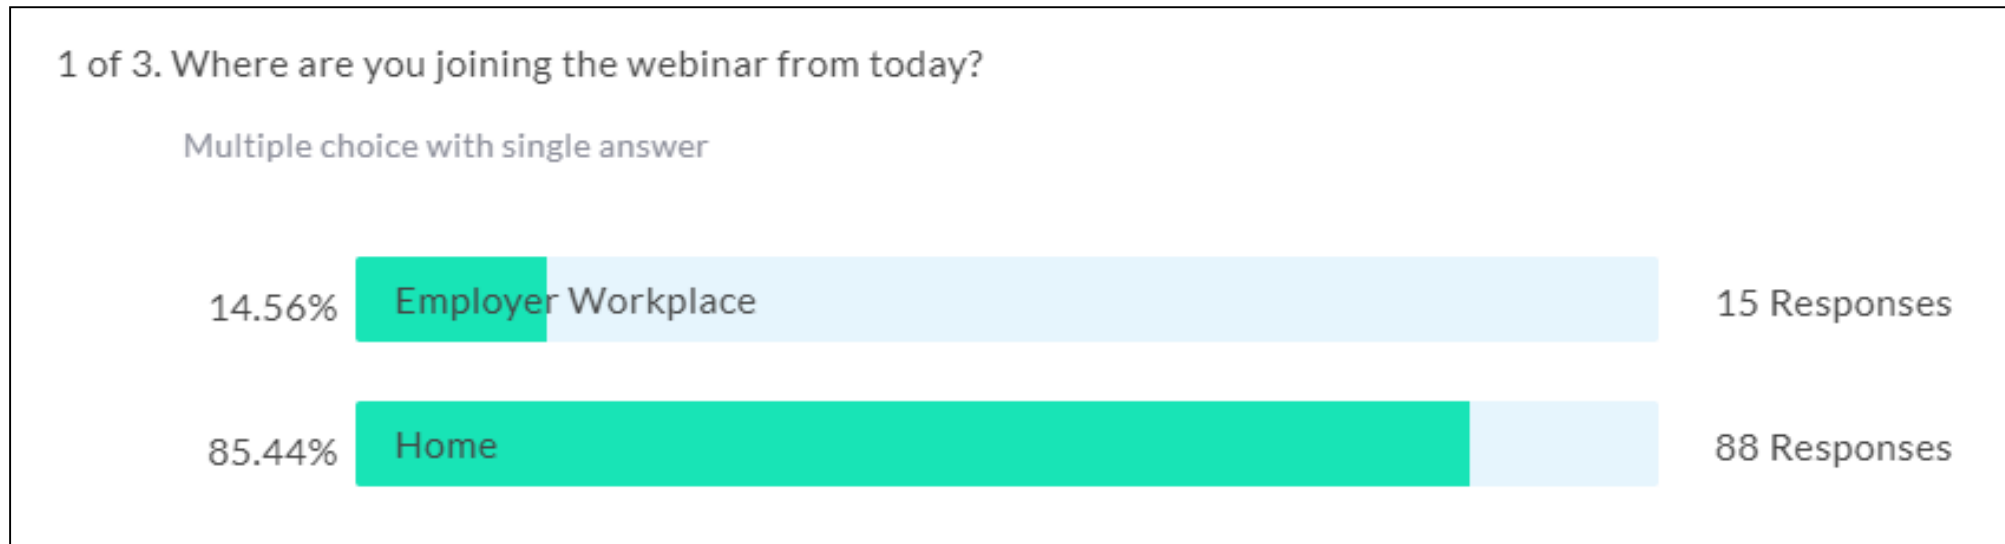 1 of 3. Where are you joining the webinar from today?
Multiple choice with single answer
14.56% Employer Workplace 15 Responses
85.44% Home 88 Responses